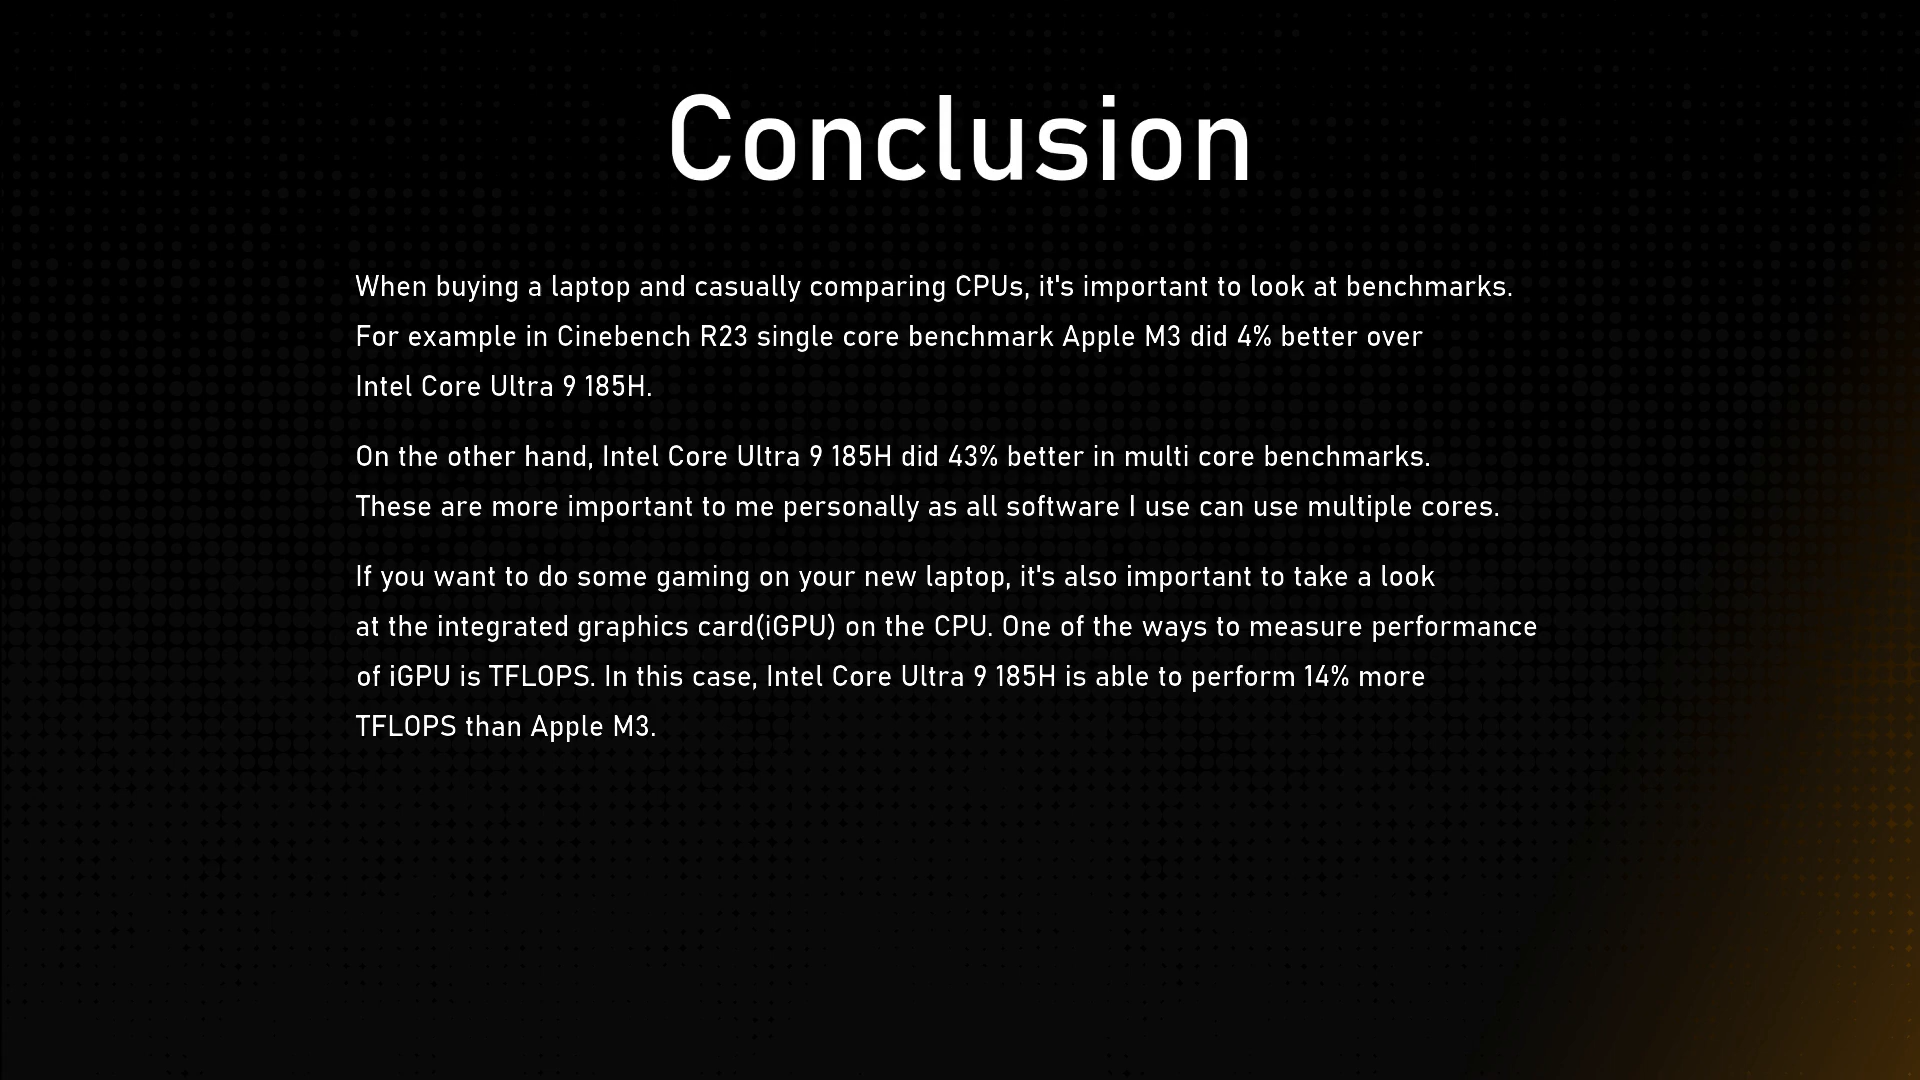 Conclusion
When buying a laptop and casually comparing CPUs, it's important to look at benchmarks.
For example in Cinebench R23 single core benchmark Apple M3 did 4% better over
Intel Core Ultra 9 185H.
On the other hand, Intel Core Ultra 9 185H did 43% better in multi core benchmarks.
These are more important to me personally as all software I use can use multiple cores.
If you want to do some gaming on your new laptop, it's also important to take a look
at the integrated graphics card(iGPU) on the CPU. One of the ways to measure performance
of iGPU is TFLOPS. In this case, Intel Core Ultra 9 185H is able to perform 14% more
TFLOPS than Apple M3.